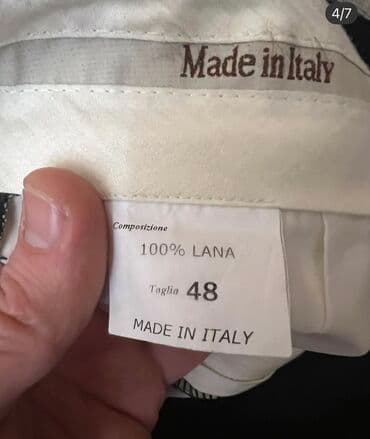 4/7
Made in Italy
Composizione
100% LANA
Taglia 48
MADE IN ITALY